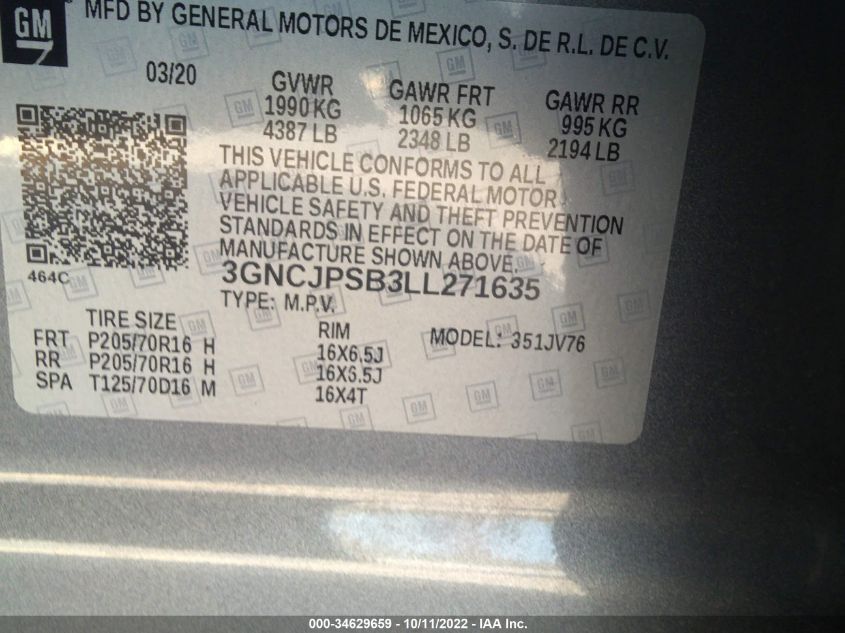 GM
MFD BY GENERAL MOTORS DE MEXICO, S. DE R.L. DE C.V.
03/20
GVWR
1990 KG
4387 LB
GAWR FRT
1065 KG
2348 LB
GAWR RR
995 KG
2194 LB
THIS VEHICLE CONFORMS TO ALL
APPLICABLE U.S. FEDERAL MOTOR
VEHICLE SAFETY AND THEFT PREVENTION
STANDARDS IN EFFECT ON THE DATE OF
MANUFACTURE SHOWN ABOVE.
464C
3GNCJPSB3LL271635
TYPE: M.P.V.
MODEL: 351JV76
TIRE SIZE RIM
FRT P205/70R16 H 16X6.5J
RR P205/70R16 H 16X6.5J
SPA T125/70D16 M 16X4T
000-34629659 - 10/11/2022 - IAA Inc.